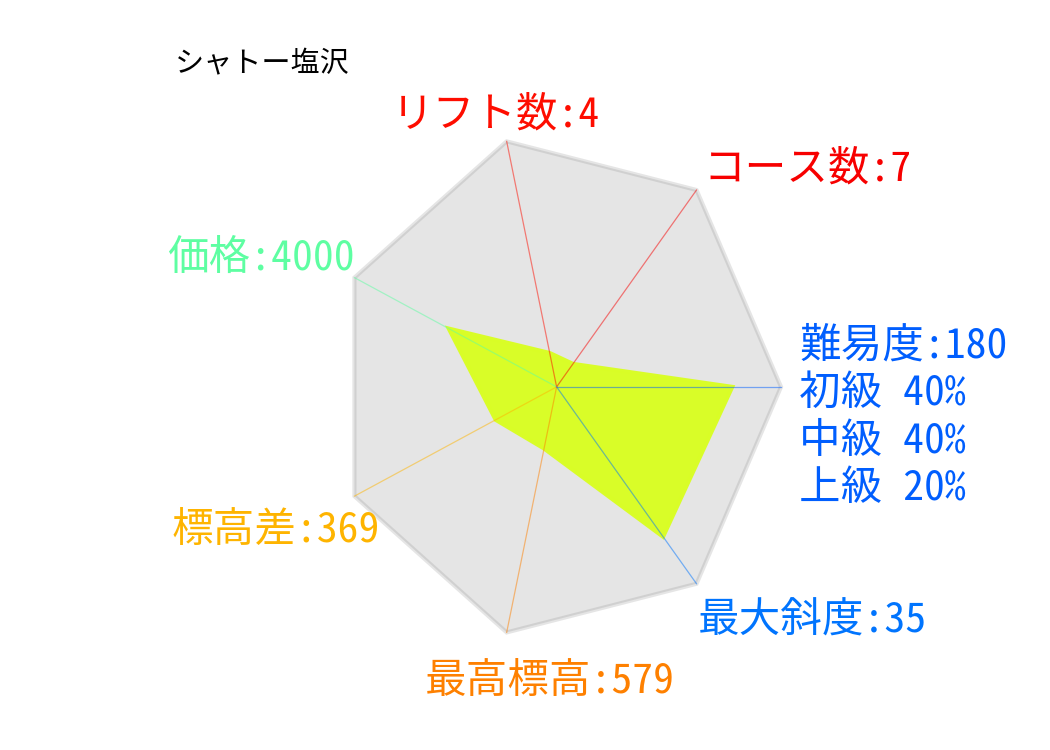 シャトー塩沢
リフト数:4
コース数:7
価格:4000
難易度:180
初級 40%
中級 40%
上級 20%
標高差:369
最大斜度:35
最高標高:579